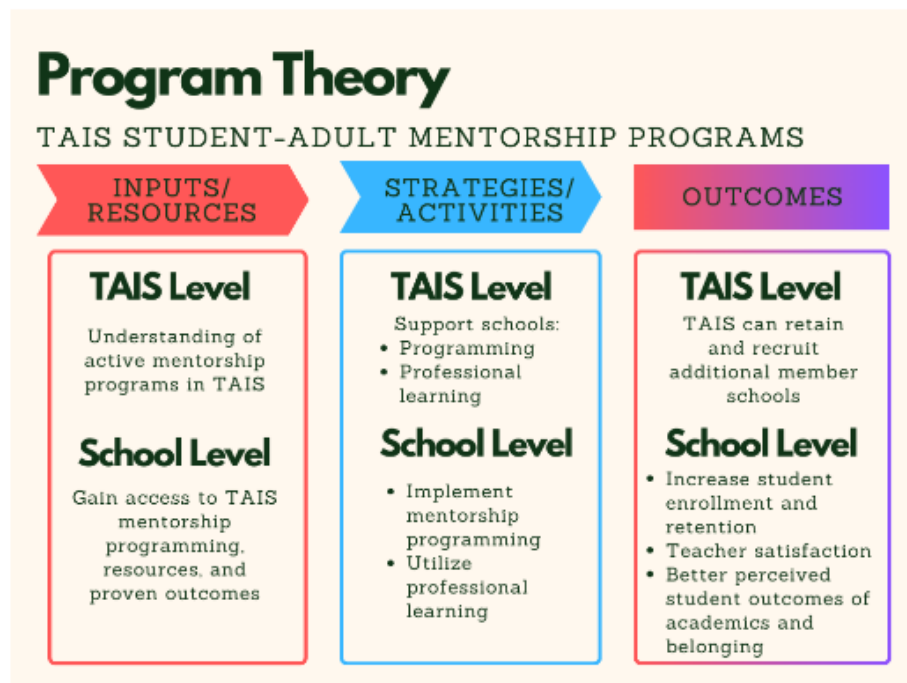 Program Theory
TAIS STUDENT-ADULT MENTORSHIP PROGRAMS
INPUTS/
RESOURCES
TAIS Level
Understanding of
active mentorship
programs in TAIS
School Level
Gain access to TAIS
mentorship
programming,
resources, and
proven outcomes
STRATEGIES/
ACTIVITIES
TAIS Level
Support schools:
• Programming
• Professional
learning
School Level
• Implement
mentorship
programming
• Utilize
professional
learning
OUTCOMES
TAIS Level
TAIS can retain
and recruit
additional member
schools
School Level
• Increase student
enrollment and
retention
• Teacher satisfaction
• Better perceived
student outcomes of
academics and
belonging